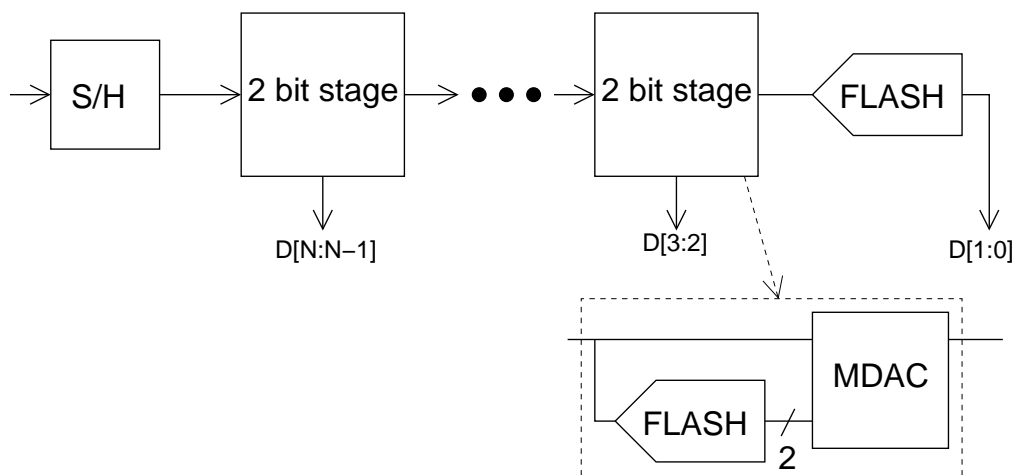 S/H
2 bit stage
2 bit stage
FLASH
D[N:N−1]
D[3:2]
D[1:0]
MDAC
FLASH
2